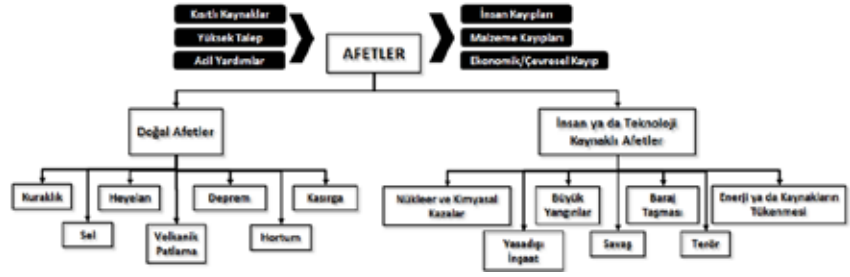 Kısıtlı Kaynaklar
Yüksek Talep
Acil Yardımlar
AFETLER
İnsan Kayıpları
Malzeme Kayıpları
Ekonomik/Çevresel Kayıp
Doğal Afetler
İnsan ya da Teknoloji
Kaynaklı Afetler
Kuraklık
Heyelan
Deprem
Kasırga
Sel
Volkanik
Patlama
Hortum
Nükleer ve Kimyasal
Kazalar
Büyük
Yangınlar
Baraj
Taşması
Enerji ya da Kaynakların
Tükenmesi
Yasadışı
İnşaat
Savaş
Terör